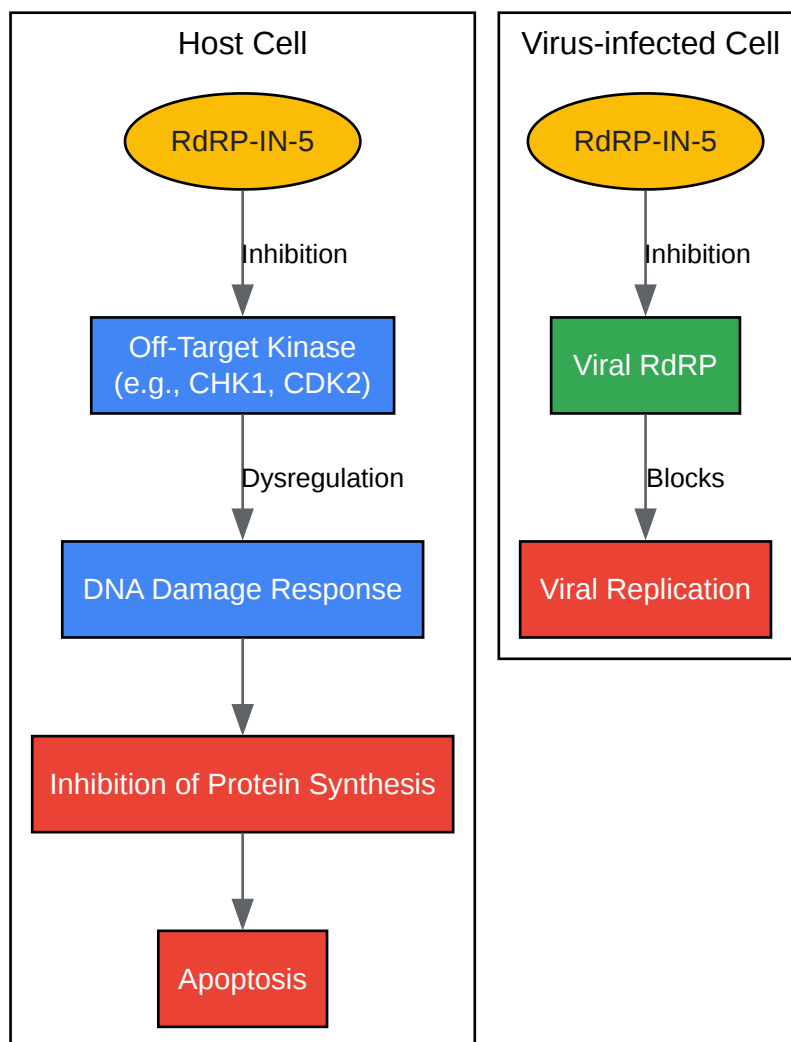 Host Cell
RdRP-IN-5
Inhibition
Off-Target Kinase
(e.g., CHK1, CDK2)
Dysregulation
DNA Damage Response
Inhibition of Protein Synthesis
Apoptosis
Virus-infected Cell
RdRP-IN-5
Inhibition
Viral RdRP
Blocks
Viral Replication